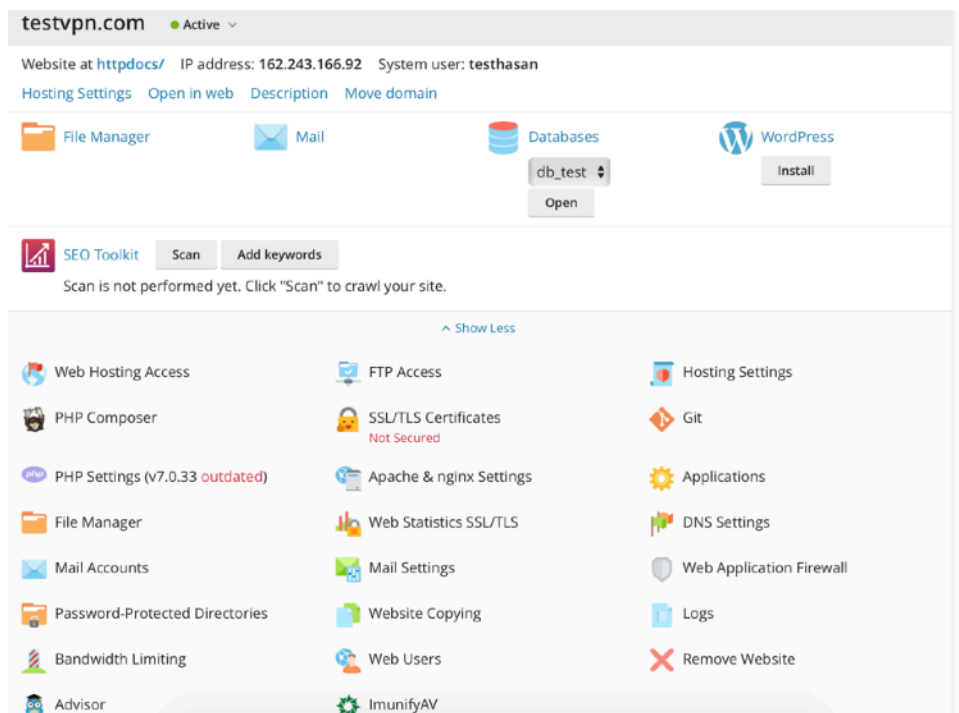 testvpn.com Active
Website at httpdocs/ IP address: 162.243.166.92 System user: testhasan
Hosting Settings Open in web Description Move domain
File Manager Mail Databases WordPress
db_test Install
Open
SEO Toolkit Scan Add keywords
Scan is not performed yet. Click "Scan" to crawl your site.
Show Less
Web Hosting Access FTP Access Hosting Settings
PHP Composer SSL/TLS Certificates Git
Not Secured
php PHP Settings (v7.0.33 outdated) Apache & nginx Settings Applications
File Manager Web Statistics SSL/TLS DNS Settings
Mail Accounts Mail Settings Web Application Firewall
Password-Protected Directories Website Copying Logs
Bandwidth Limiting Web Users Remove Website
Advisor ImunifyAV